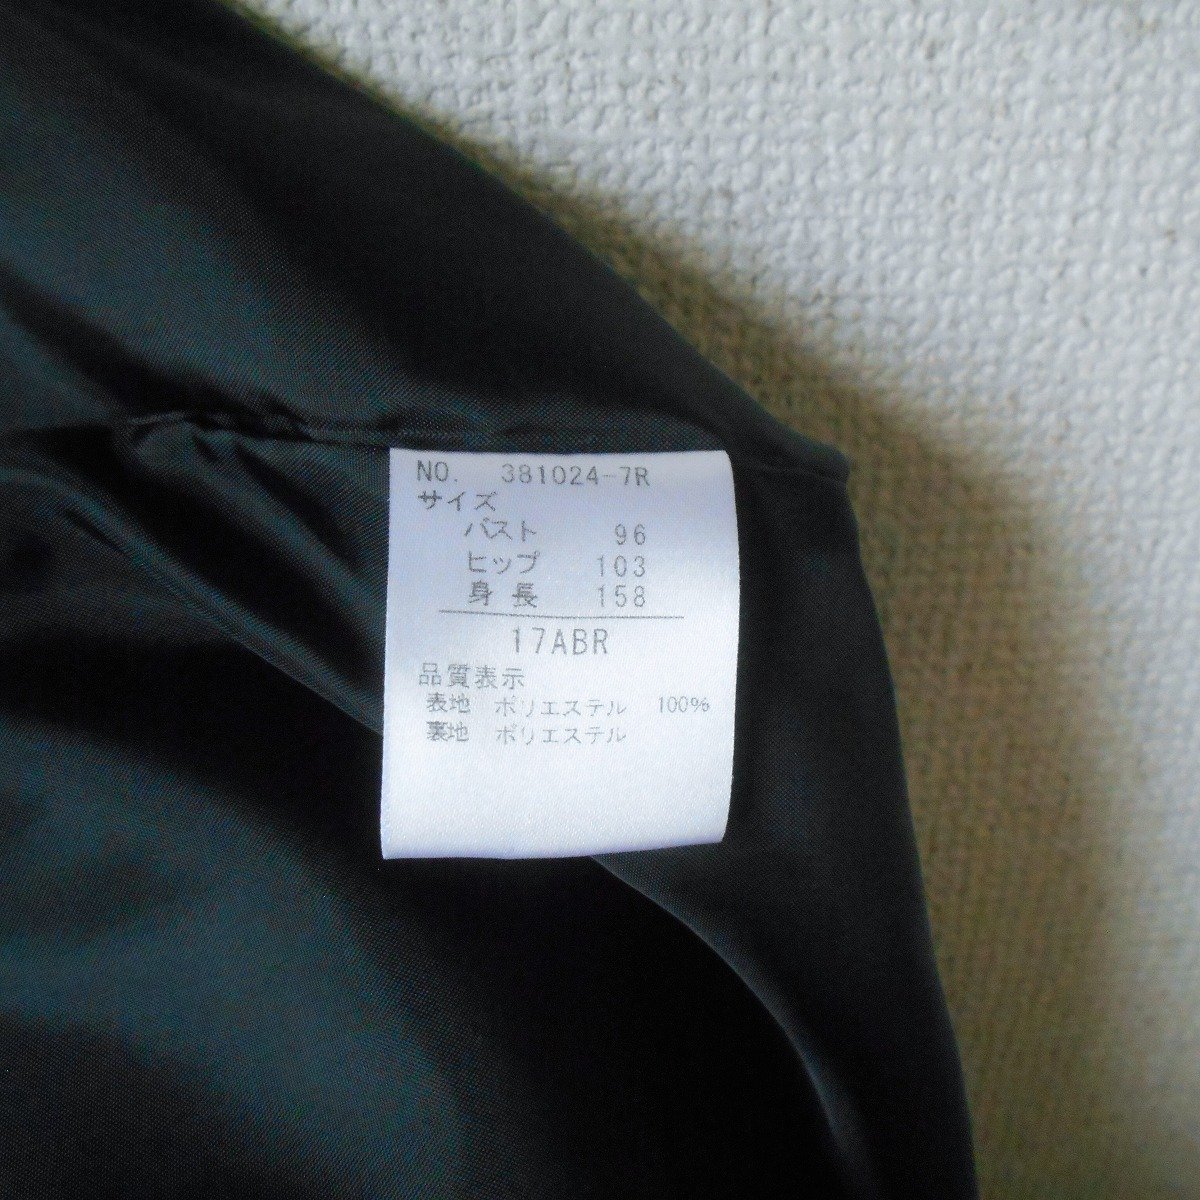 NO. 381024-7R
サイズ
バスト 96
ヒップ 103
身長 158
17ABR
品質表示
表地 ポリエステル 100%
裏地 ポリエステル